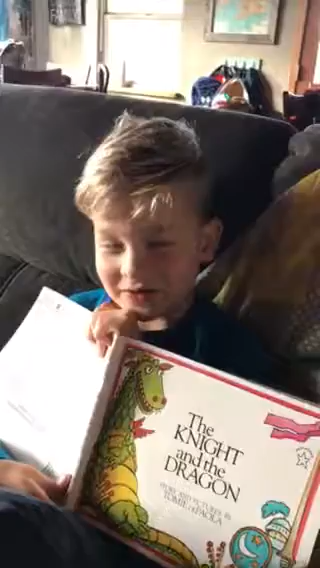 The
KNIGHT
and the
DRAGON
STORY AND PICTURES BY
TOMIE dePAOLA